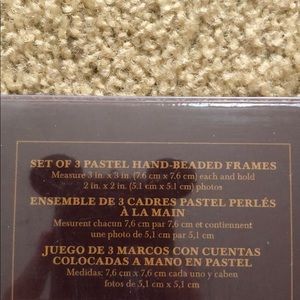 SET OF 3 PASTEL HAND-BEADED FRAMES
Measure 3 in. x 3 in. (7.6 cm x 7.6 cm) each and hold
2 in. x 2 in. (5.1 cm x 5.1 cm) photos
ENSEMBLE DE 3 CADRES PASTEL PERLÉS
À LA MAIN
Mesurent chacun 7,6 cm par 7,6 cm et contiennent
une photo de 5,1 cm par 5,1 cm
JUEGO DE 3 MARCOS CON CUENTAS
COLOCADAS A MANO EN PASTEL
Medidas: 7,6 cm x 7,6 cm cada uno y caben
fotos de 5,1 cm x 5,1 cm